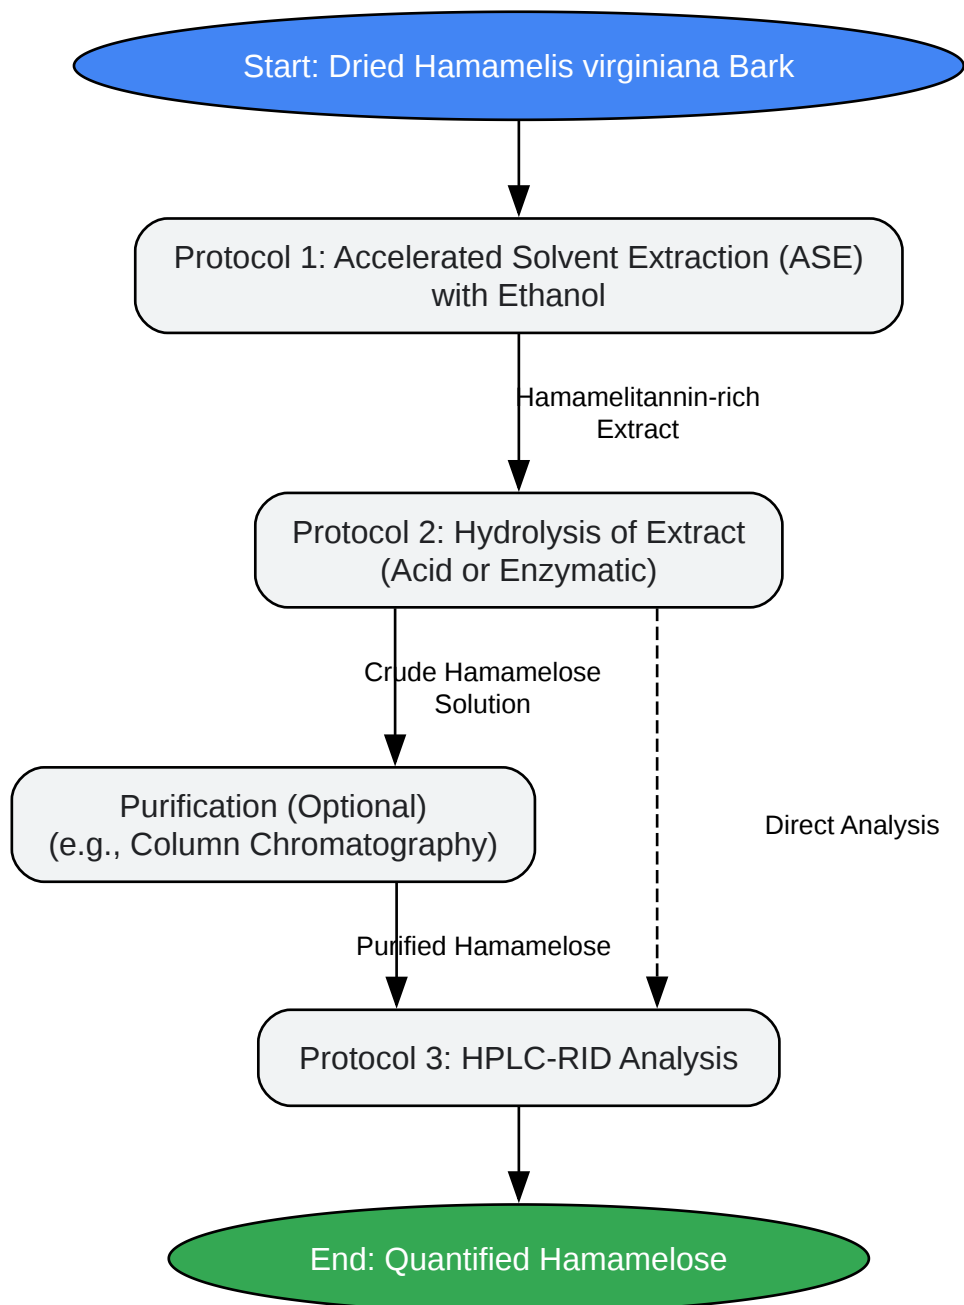 Start: Dried Hamamelis virginiana Bark
Protocol 1: Accelerated Solvent Extraction (ASE)
with Ethanol
Hamamelitannin-rich
Extract
Protocol 2: Hydrolysis of Extract
(Acid or Enzymatic)
Crude Hamamelose
Solution
Purification (Optional)
(e.g., Column Chromatography)
Direct Analysis
Purified Hamamelose
Protocol 3: HPLC-RID Analysis
End: Quantified Hamamelose